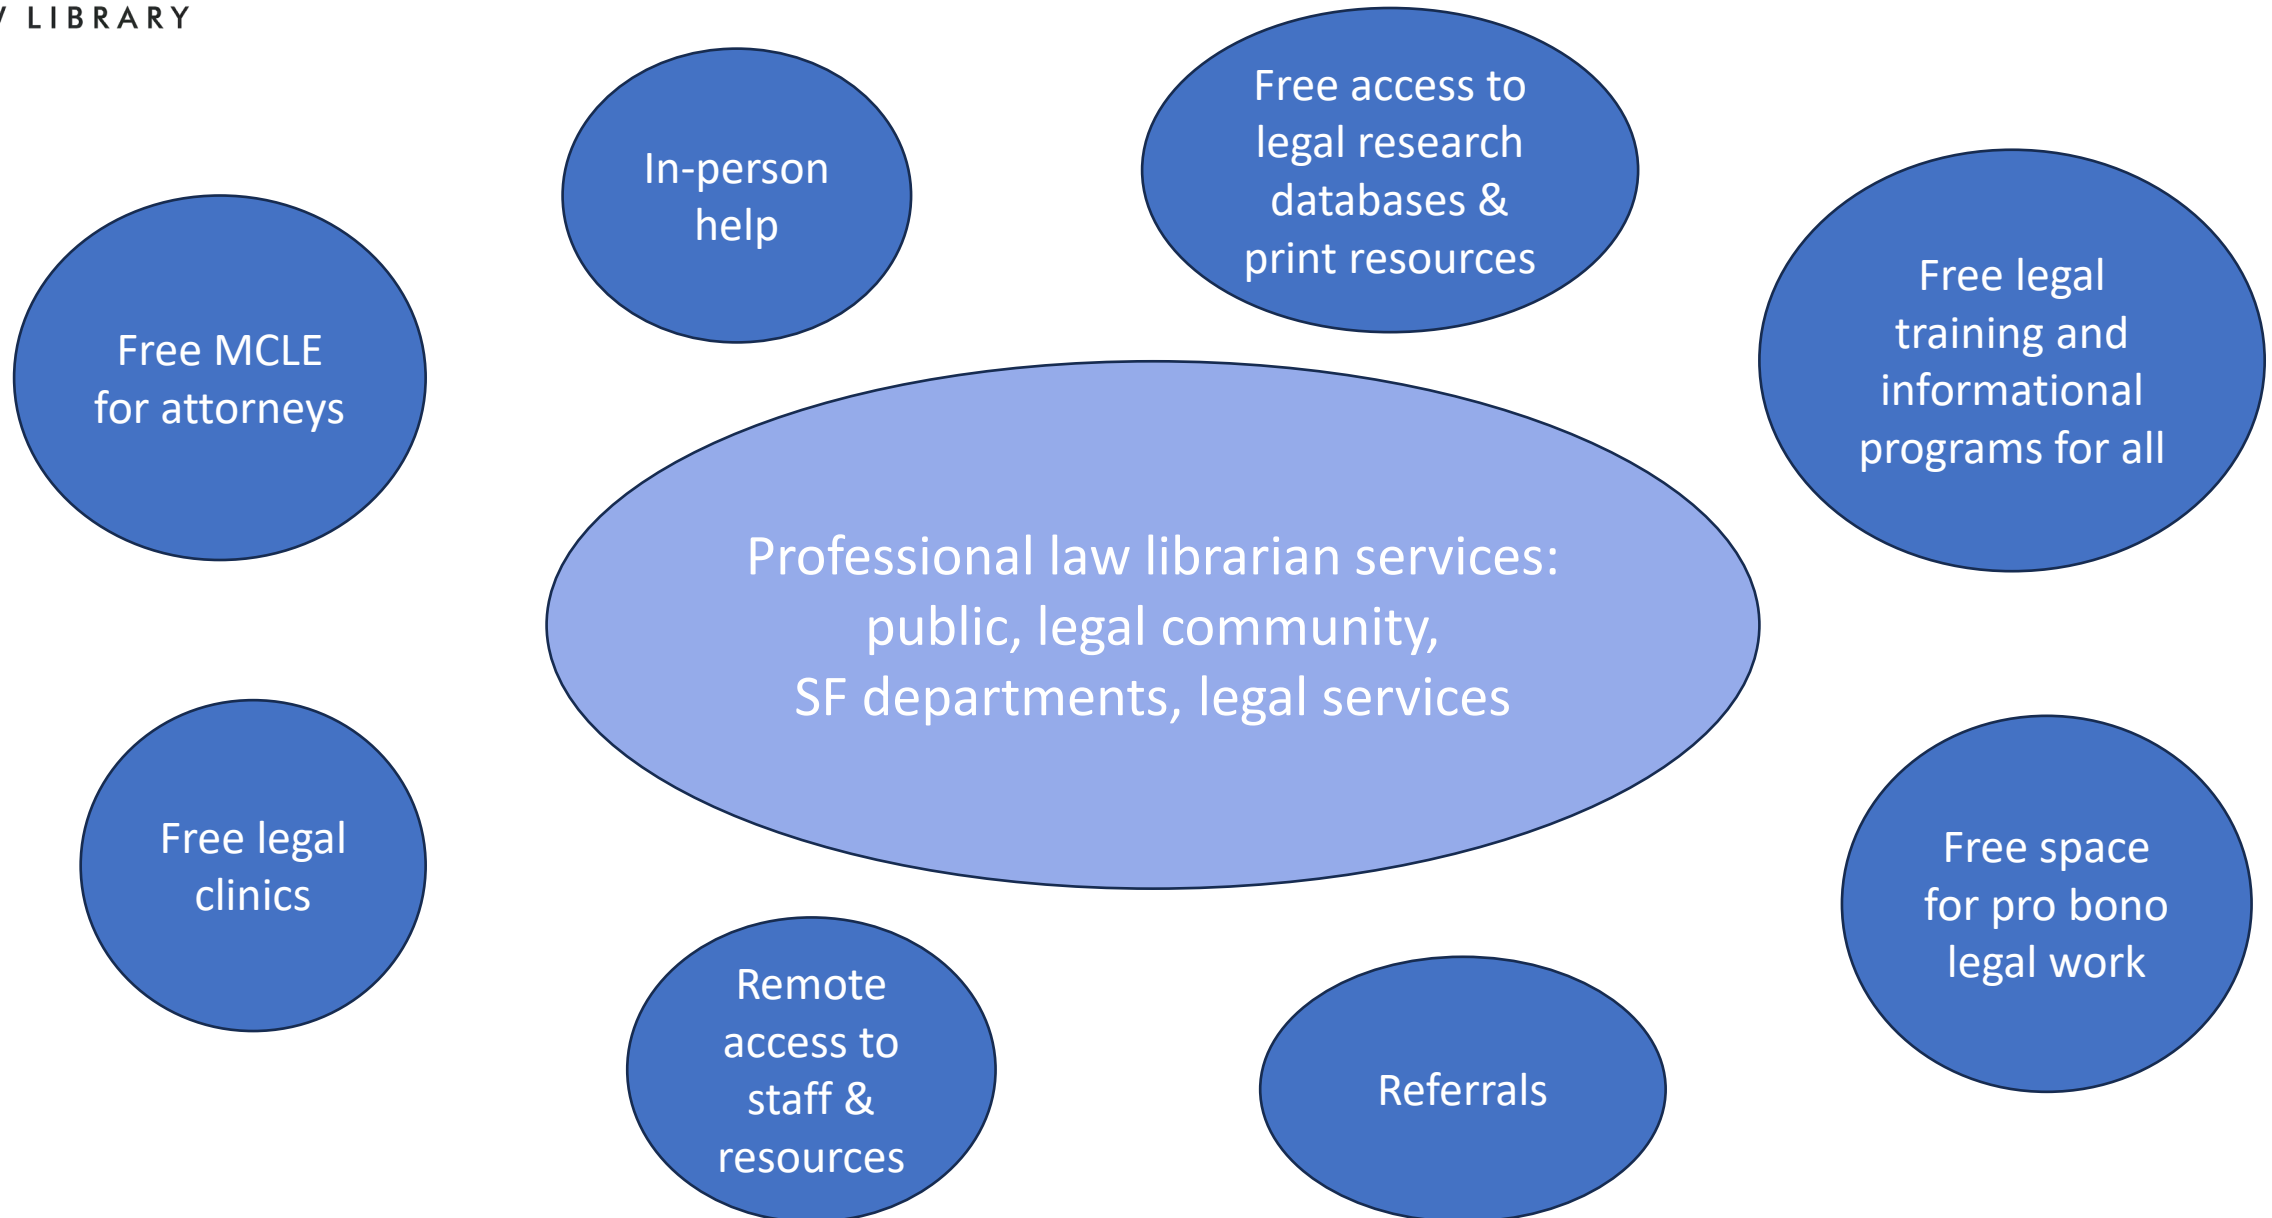 LIBRARY
In-person
help
Free access to
legal research
databases &
print resources
Free MCLE
for attorneys
Free legal
training and
informational
programs for all
Professional law librarian services:
public, legal community,
SF departments, legal services
Free legal
clinics
Free space
for pro bono
legal work
Remote
access to
staff &
resources
Referrals